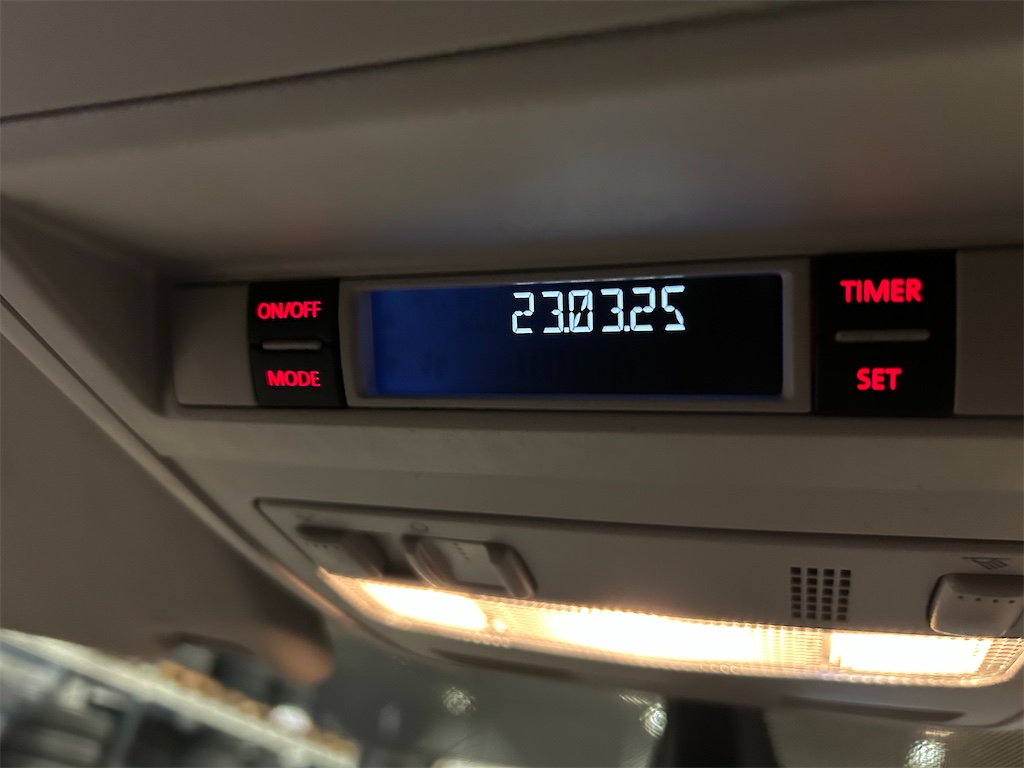 ON/OFF
MODE
23.03.25
TIMER
SET